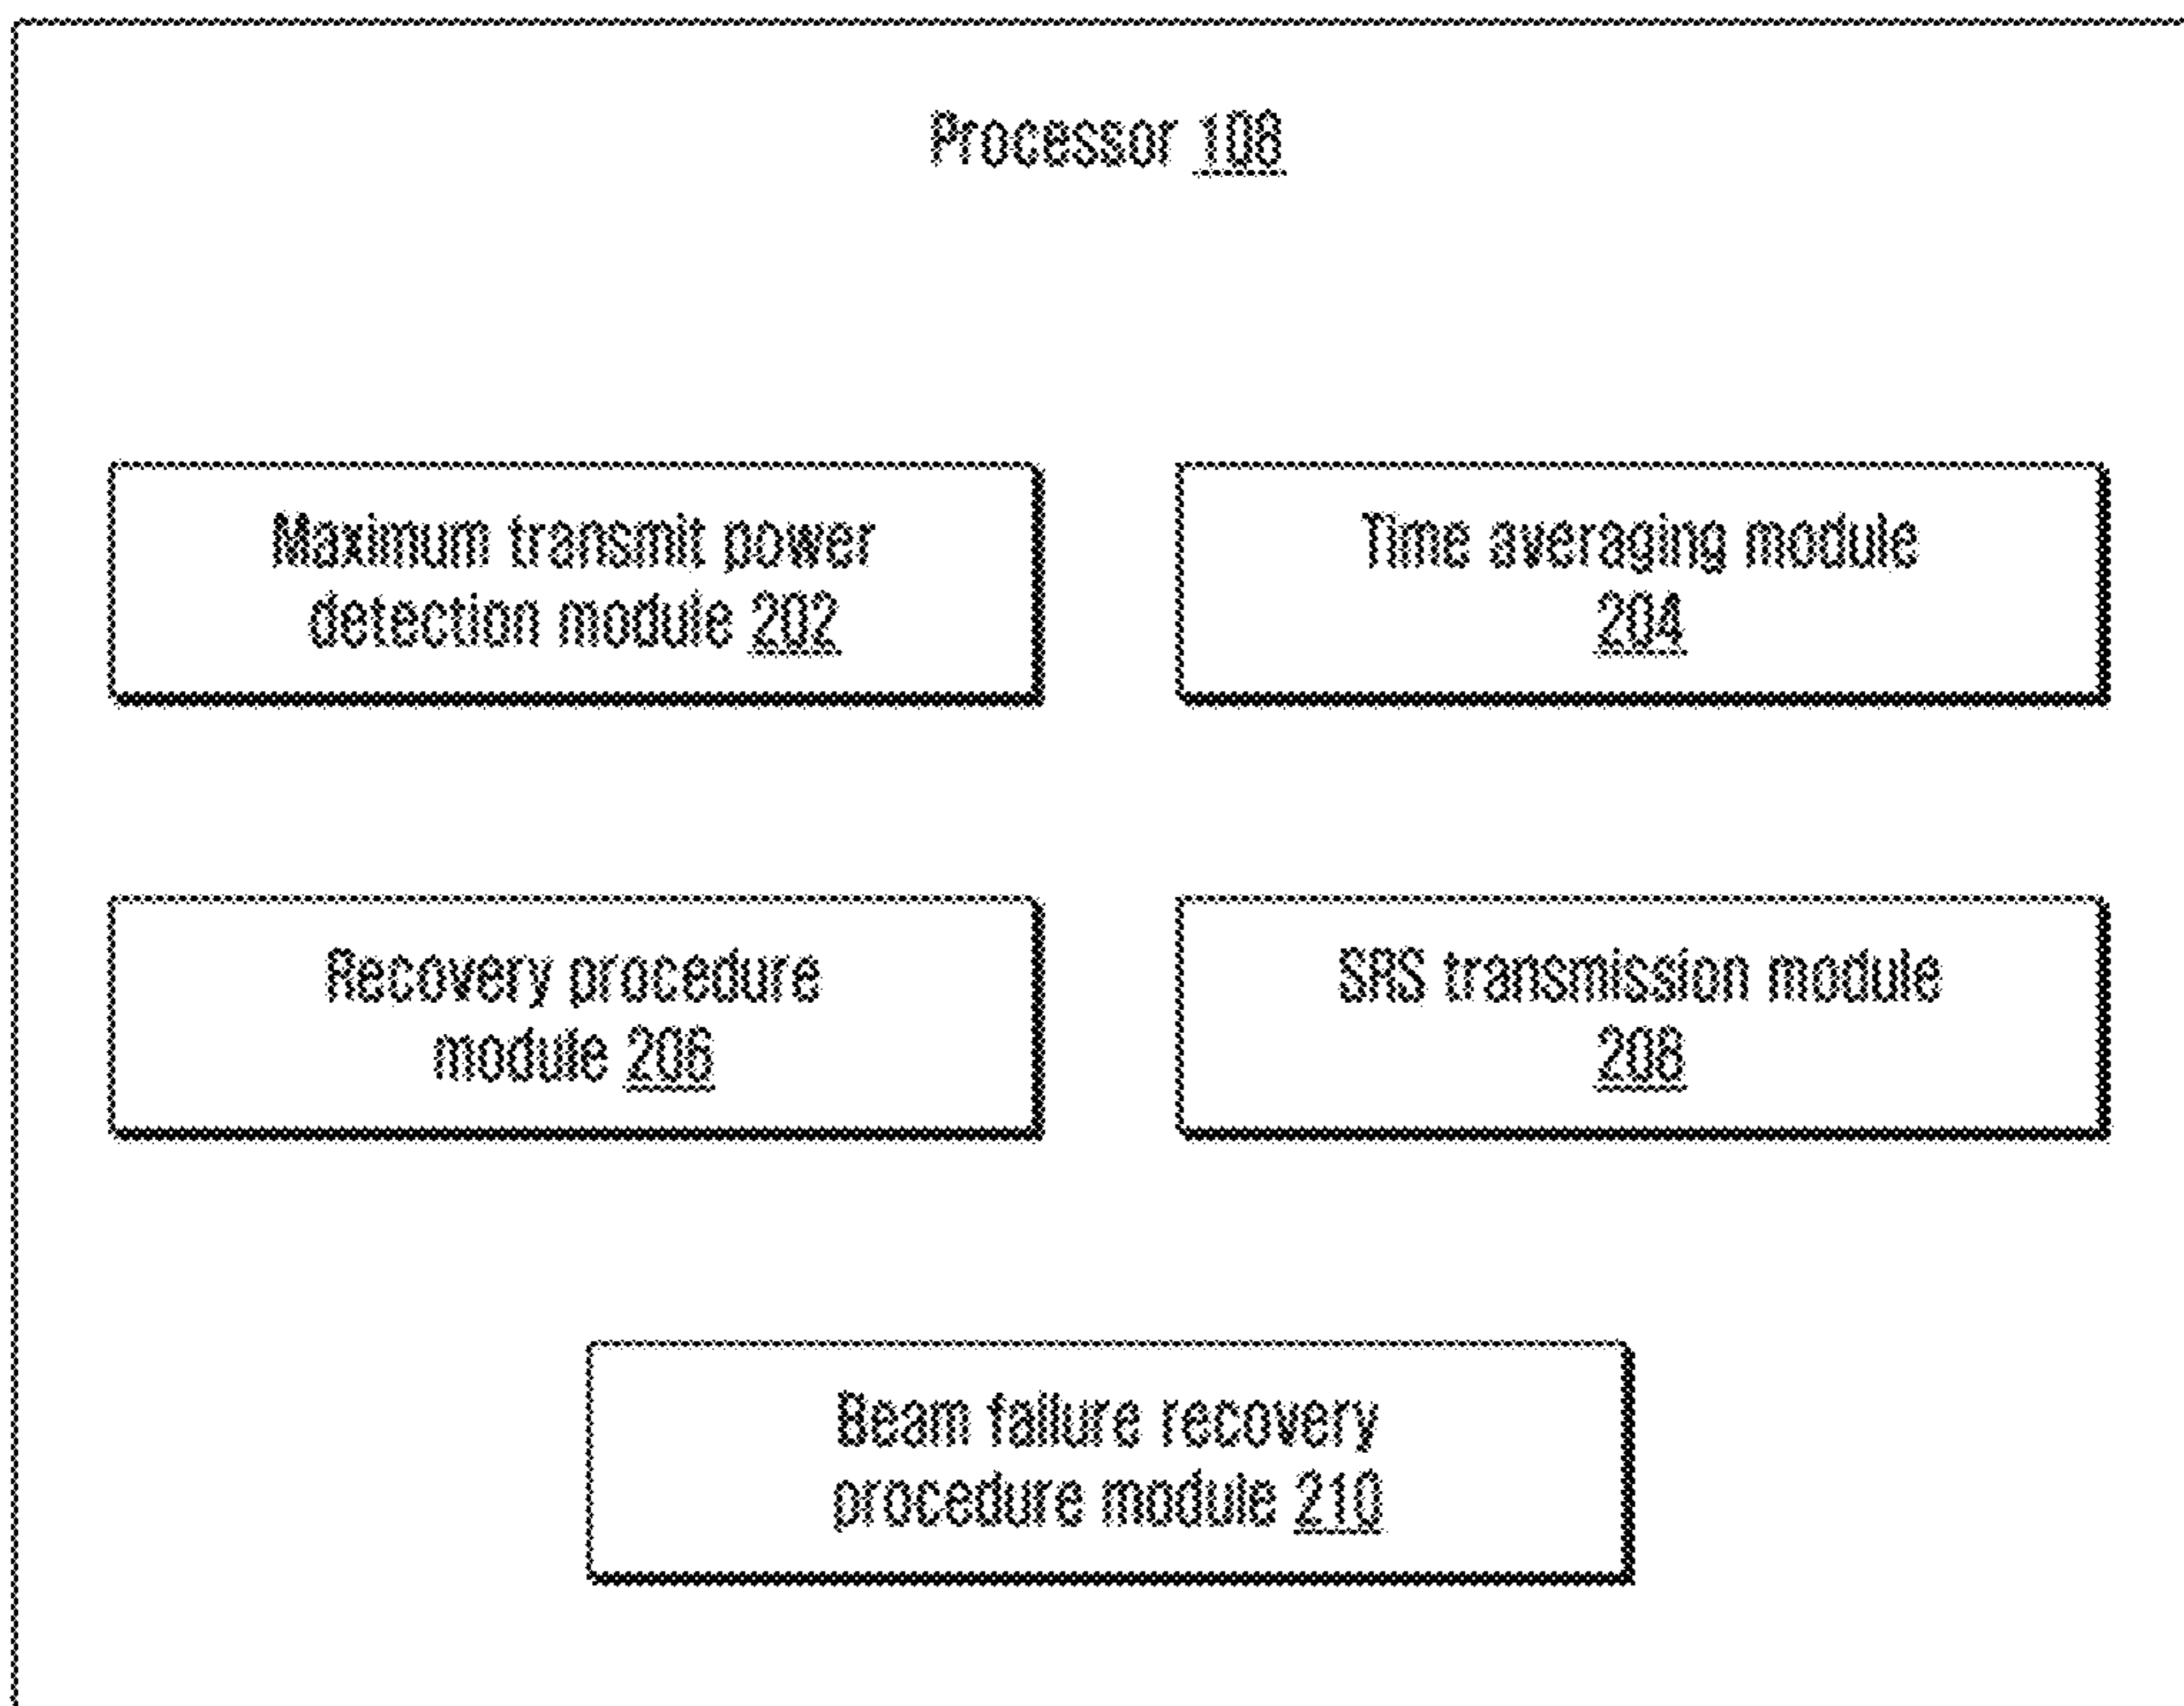 Processor 108
Maximum transmit power
detection module 202
Time averaging module
204
Recovery procedure
module 206
SRS transmission module
208
Beam failure recovery
procedure module 210